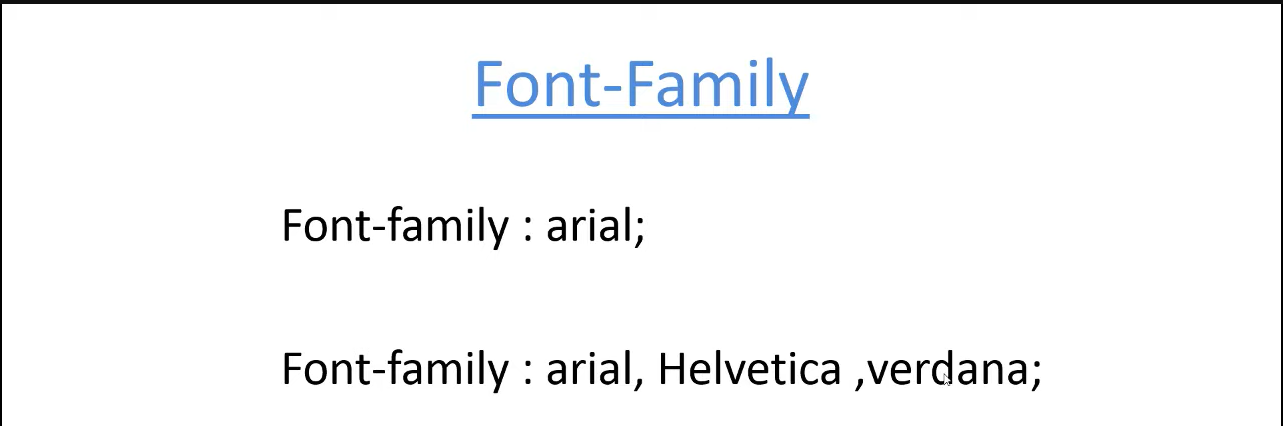 Font-Family
Font-family : arial;
Font-family : arial, Helvetica ,verdana;